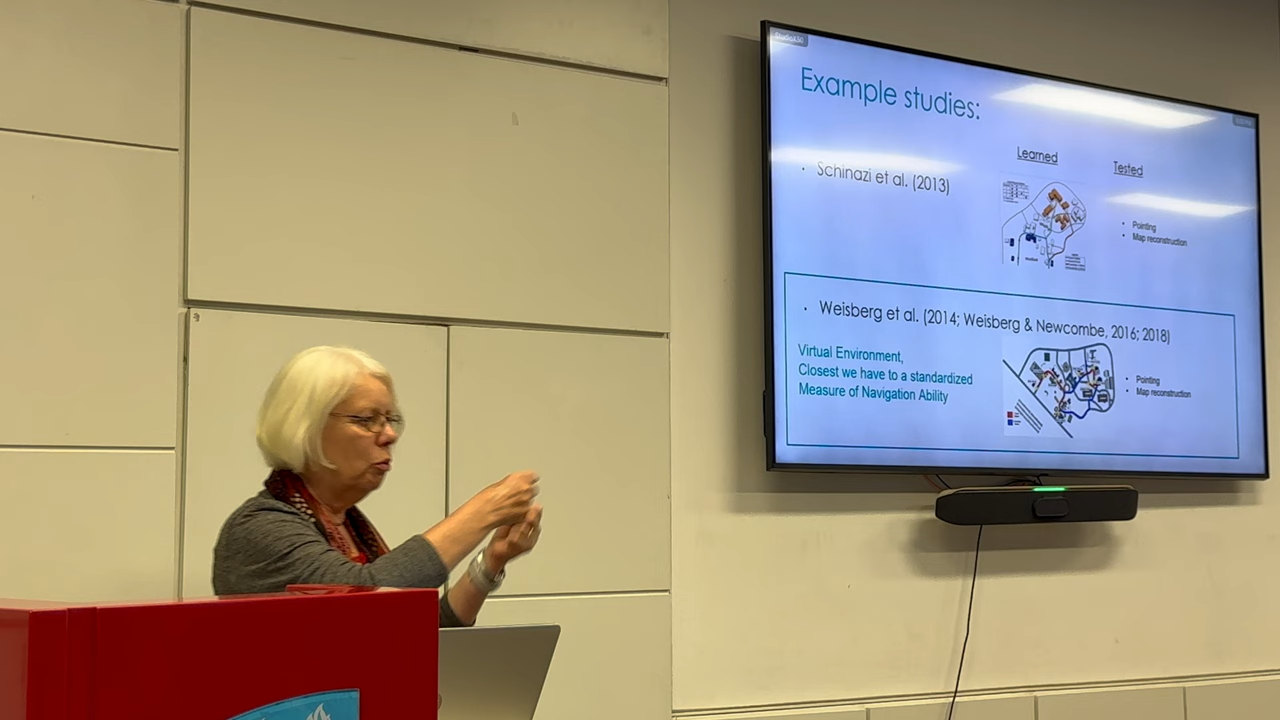 Example studies:
Learned
Tested
· Schinazi et al. (2013)
• Pointing
• Map reconstruction
· Weisberg et al. (2014; Weisberg & Newcombe, 2016; 2018)
Virtual Environment,
Closest we have to a standardized
Measure of Navigation Ability
• Pointing
• Map reconstruction